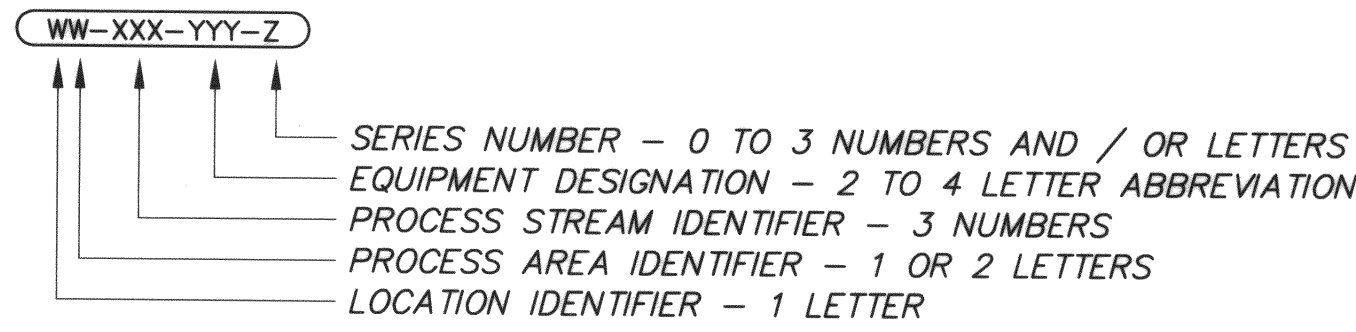 WW-XXX-YYY-Z
SERIES NUMBER - 0 TO 3 NUMBERS AND / OR LETTERS
EQUIPMENT DESIGNATION - 2 TO 4 LETTER ABBREVIATION
PROCESS STREAM IDENTIFIER - 3 NUMBERS
PROCESS AREA IDENTIFIER - 1 OR 2 LETTERS
LOCATION IDENTIFIER - 1 LETTER